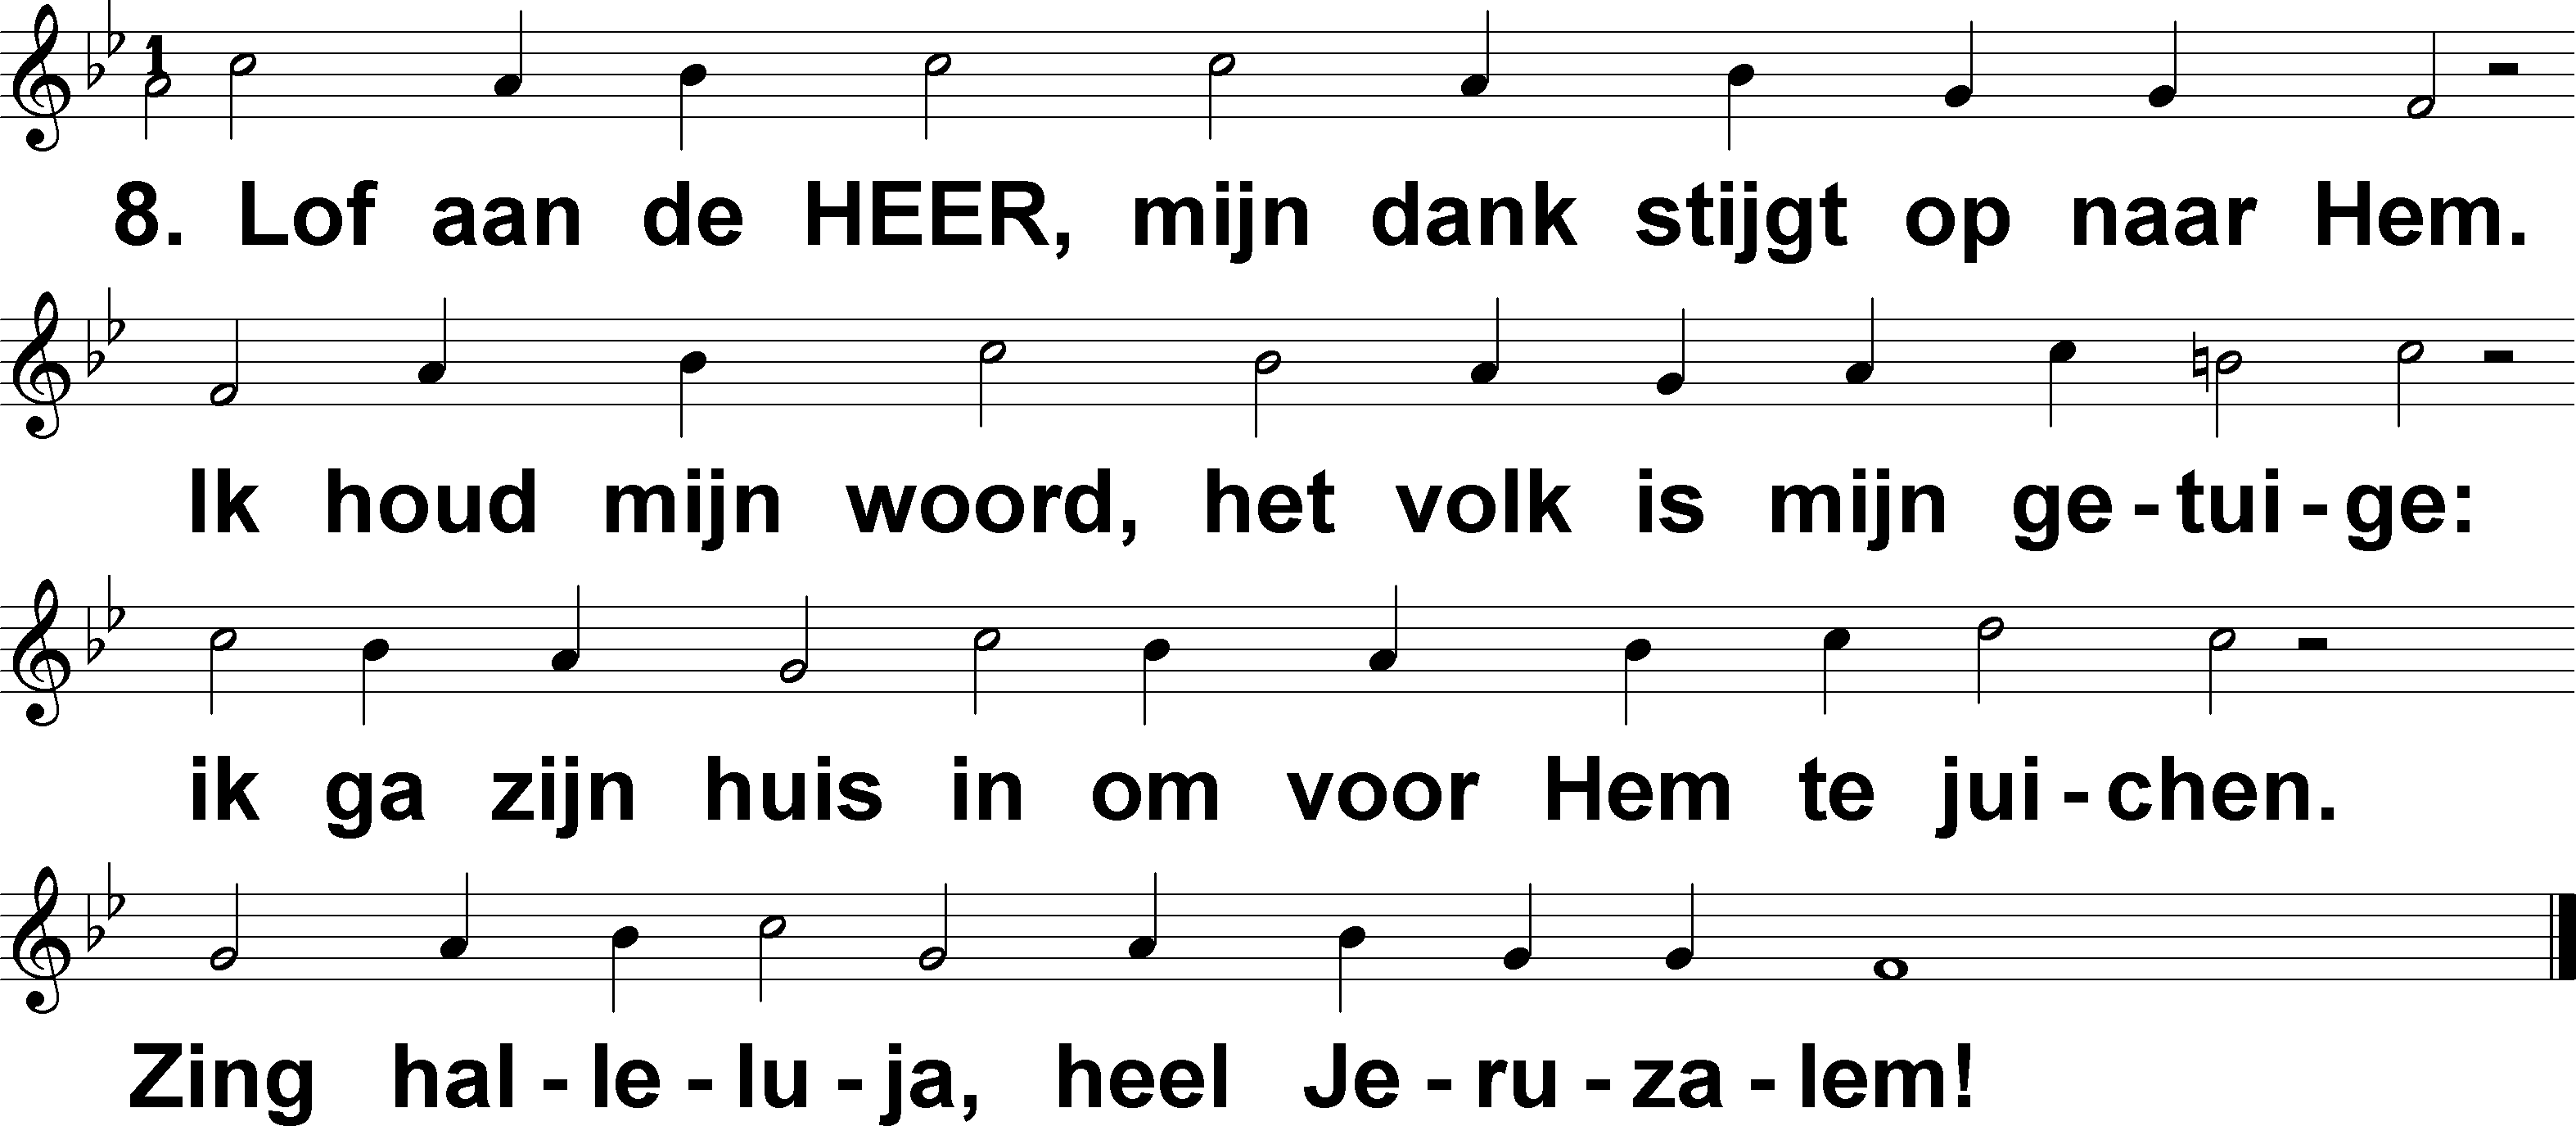 8. Lof aan de HEER, mijn dank stijgt op naar Hem.
Ik houd mijn woord, het volk is mijn ge-tui-ge:
ik ga zijn huis in om voor Hem te jui-chen.
Zing hal-le-lu-ja, heel Je-ru-za-lem!